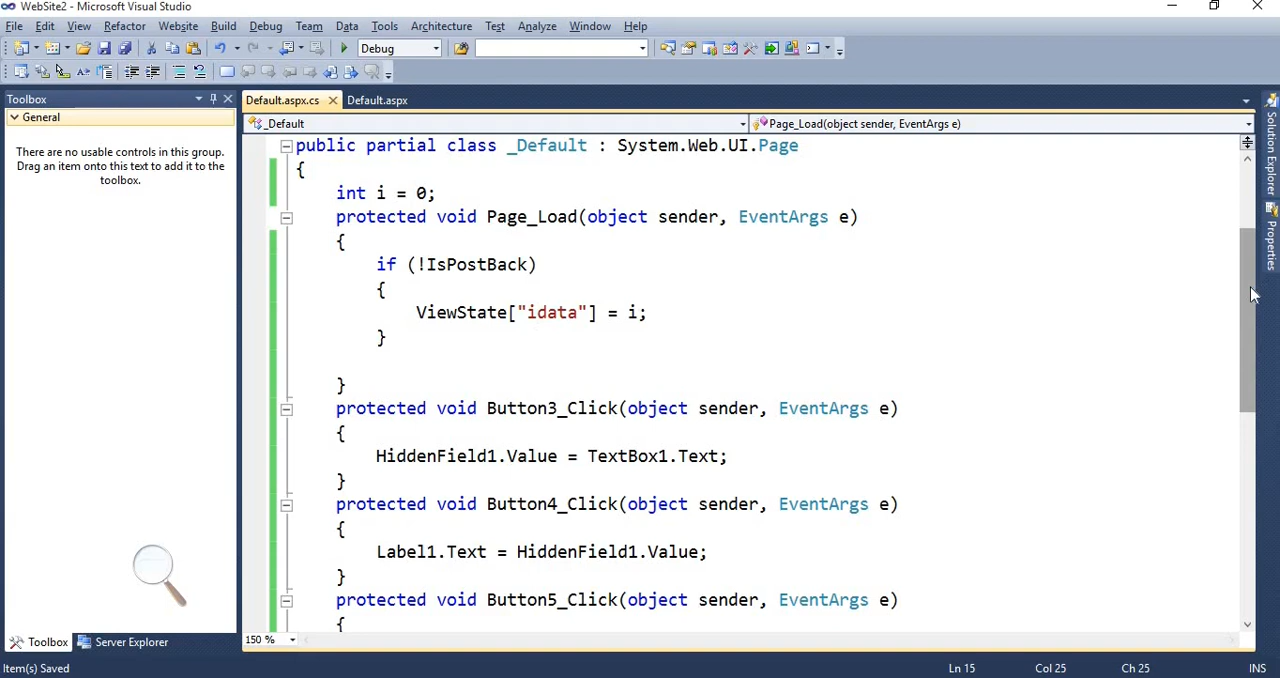 WebSite2 - Microsoft Visual Studio
File Edit View Refactor Website Build Debug Team Data Tools Architecture Test Analyze Window Help
Debug
Toolbox
General
There are no usable controls in this group.
Drag an item onto this text to add it to the
toolbox.
Toolbox Server Explorer
Default.aspx.cs Default.aspx
_Default Page_Load(object sender, EventArgs e)
public partial class _Default : System.Web.UI.Page
{
int i = 0;
protected void Page_Load(object sender, EventArgs e)
{
if (!IsPostBack)
{
ViewState["idata"] = i;
}
}
protected void Button3_Click(object sender, EventArgs e)
{
HiddenField1.Value = TextBox1.Text;
}
protected void Button4_Click(object sender, EventArgs e)
{
Label1.Text = HiddenField1.Value;
}
protected void Button5_Click(object sender, EventArgs e)
{
150 %
Solution Explorer
Properties
Item(s) Saved Ln 15 Col 25 Ch 25 INS